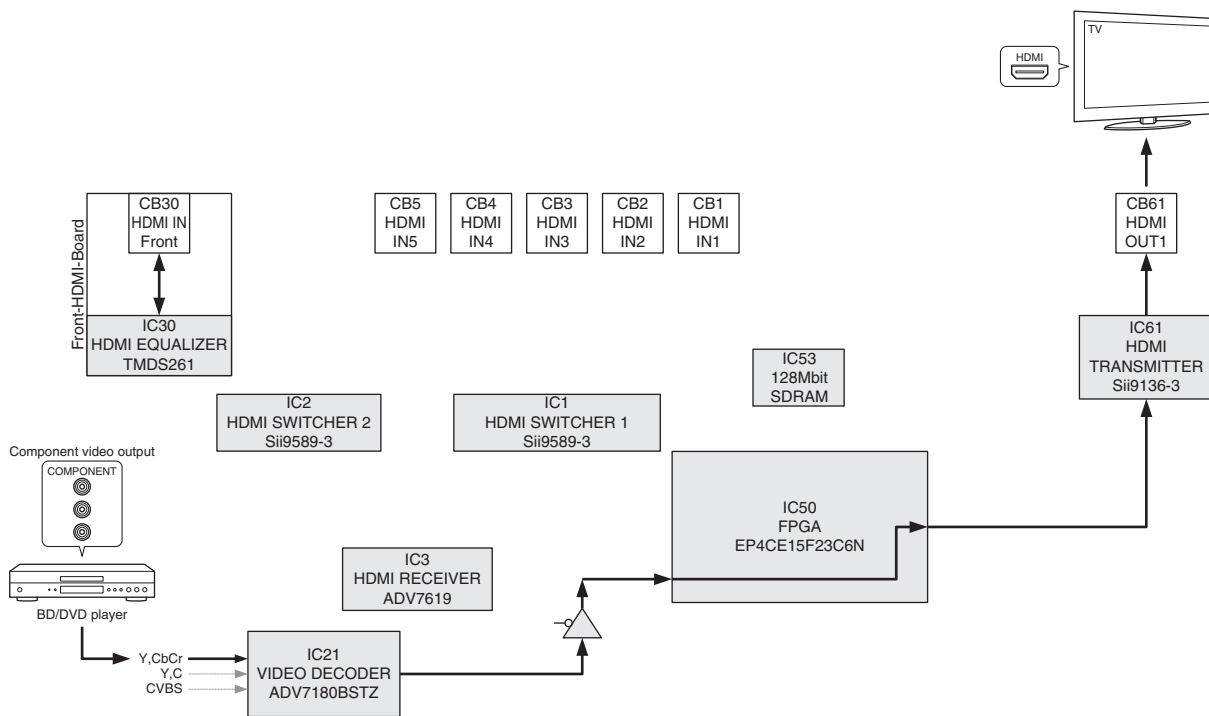 TV
HDMI
CB30
HDMI IN
Front
CB5
HDMI
IN5
CB4
HDMI
IN4
CB3
HDMI
IN3
CB2
HDMI
IN2
CB1
HDMI
IN1
CB61
HDMI
OUT1
Front-HDMI-Board
IC30
HDMI EQUALIZER
TMDS261
IC61
HDMI
TRANSMITTER
Sii9136-3
IC53
128Mbit
SDRAM
IC2
HDMI SWITCHER 2
Sii9589-3
IC1
HDMI SWITCHER 1
Sii9589-3
Component video output
COMPONENT
IC50
FPGA
EP4CE15F23C6N
IC3
HDMI RECEIVER
ADV7619
BD/DVD player
Y,CbCr
Y,C
CVBS
IC21
VIDEO DECODER
ADV7180BSTZ